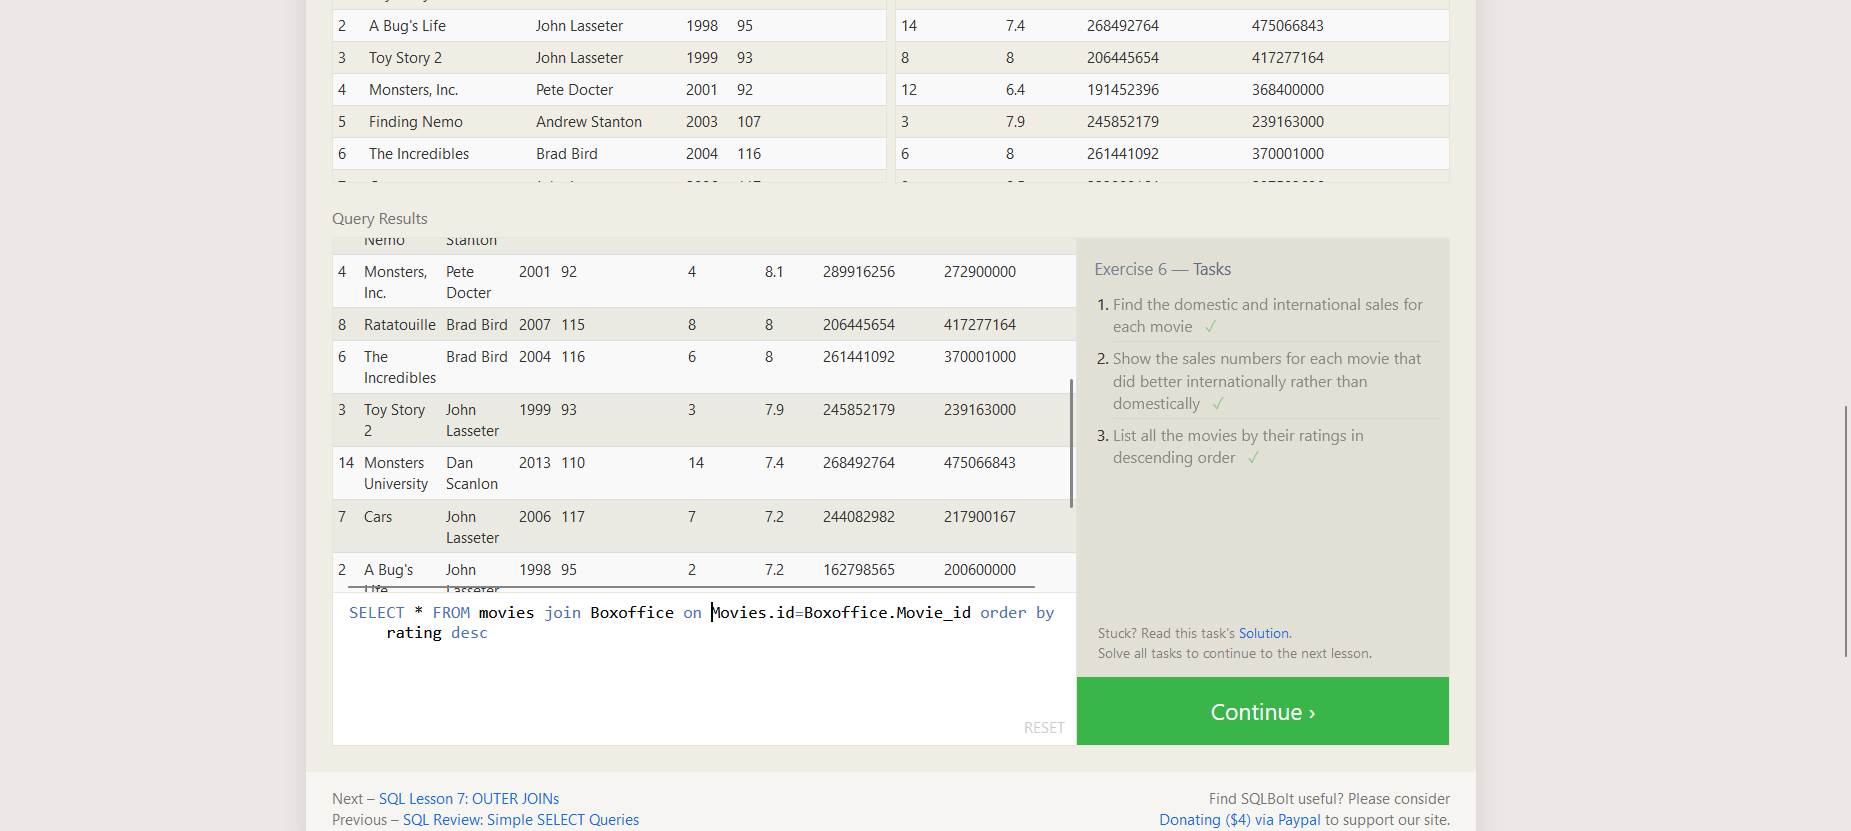 2 A Bug's Life John Lasseter 1998 95 14 7.4 268492764 475066843
3 Toy Story 2 John Lasseter 1999 93 8 8 206445654 417277164
4 Monsters, Inc. Pete Docter 2001 92 12 6.4 191452396 368400000
5 Finding Nemo Andrew Stanton 2003 107 3 7.9 245852179 239163000
6 The Incredibles Brad Bird 2004 116 6 8 261441092 370001000
Query Results
Nemo Stanton
4 Monsters, Pete 2001 92 4 8.1 289916256 272900000
Inc. Docter
8 Ratatouille Brad Bird 2007 115 8 8 206445654 417277164
6 The Brad Bird 2004 116 6 8 261441092 370001000
Incredibles
3 Toy Story John 1999 93 3 7.9 245852179 239163000
2 Lasseter
14 Monsters Dan 2013 110 14 7.4 268492764 475066843
University Scanlon
7 Cars John 2006 117 7 7.2 244082982 217900167
Lasseter
2 A Bug's John 1998 95 2 7.2 162798565 200600000
Life Lasseter
SELECT * FROM movies join Boxoffice on Movies.id=Boxoffice.Movie_id order by
rating desc
RESET
Exercise 6 — Tasks
1. Find the domestic and international sales for
each movie ✓
2. Show the sales numbers for each movie that
did better internationally rather than
domestically ✓
3. List all the movies by their ratings in
descending order ✓
Stuck? Read this task's Solution.
Solve all tasks to continue to the next lesson.
Continue ›
Next – SQL Lesson 7: OUTER JOINs
Previous – SQL Review: Simple SELECT Queries
Find SQLBolt useful? Please consider
Donating ($4) via Paypal to support our site.